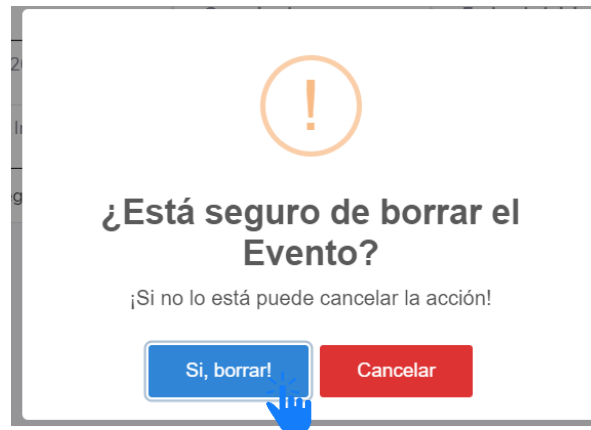 !
¿Está seguro de borrar el
Evento?
¡Si no lo está puede cancelar la acción!
Si, borrar!
Cancelar